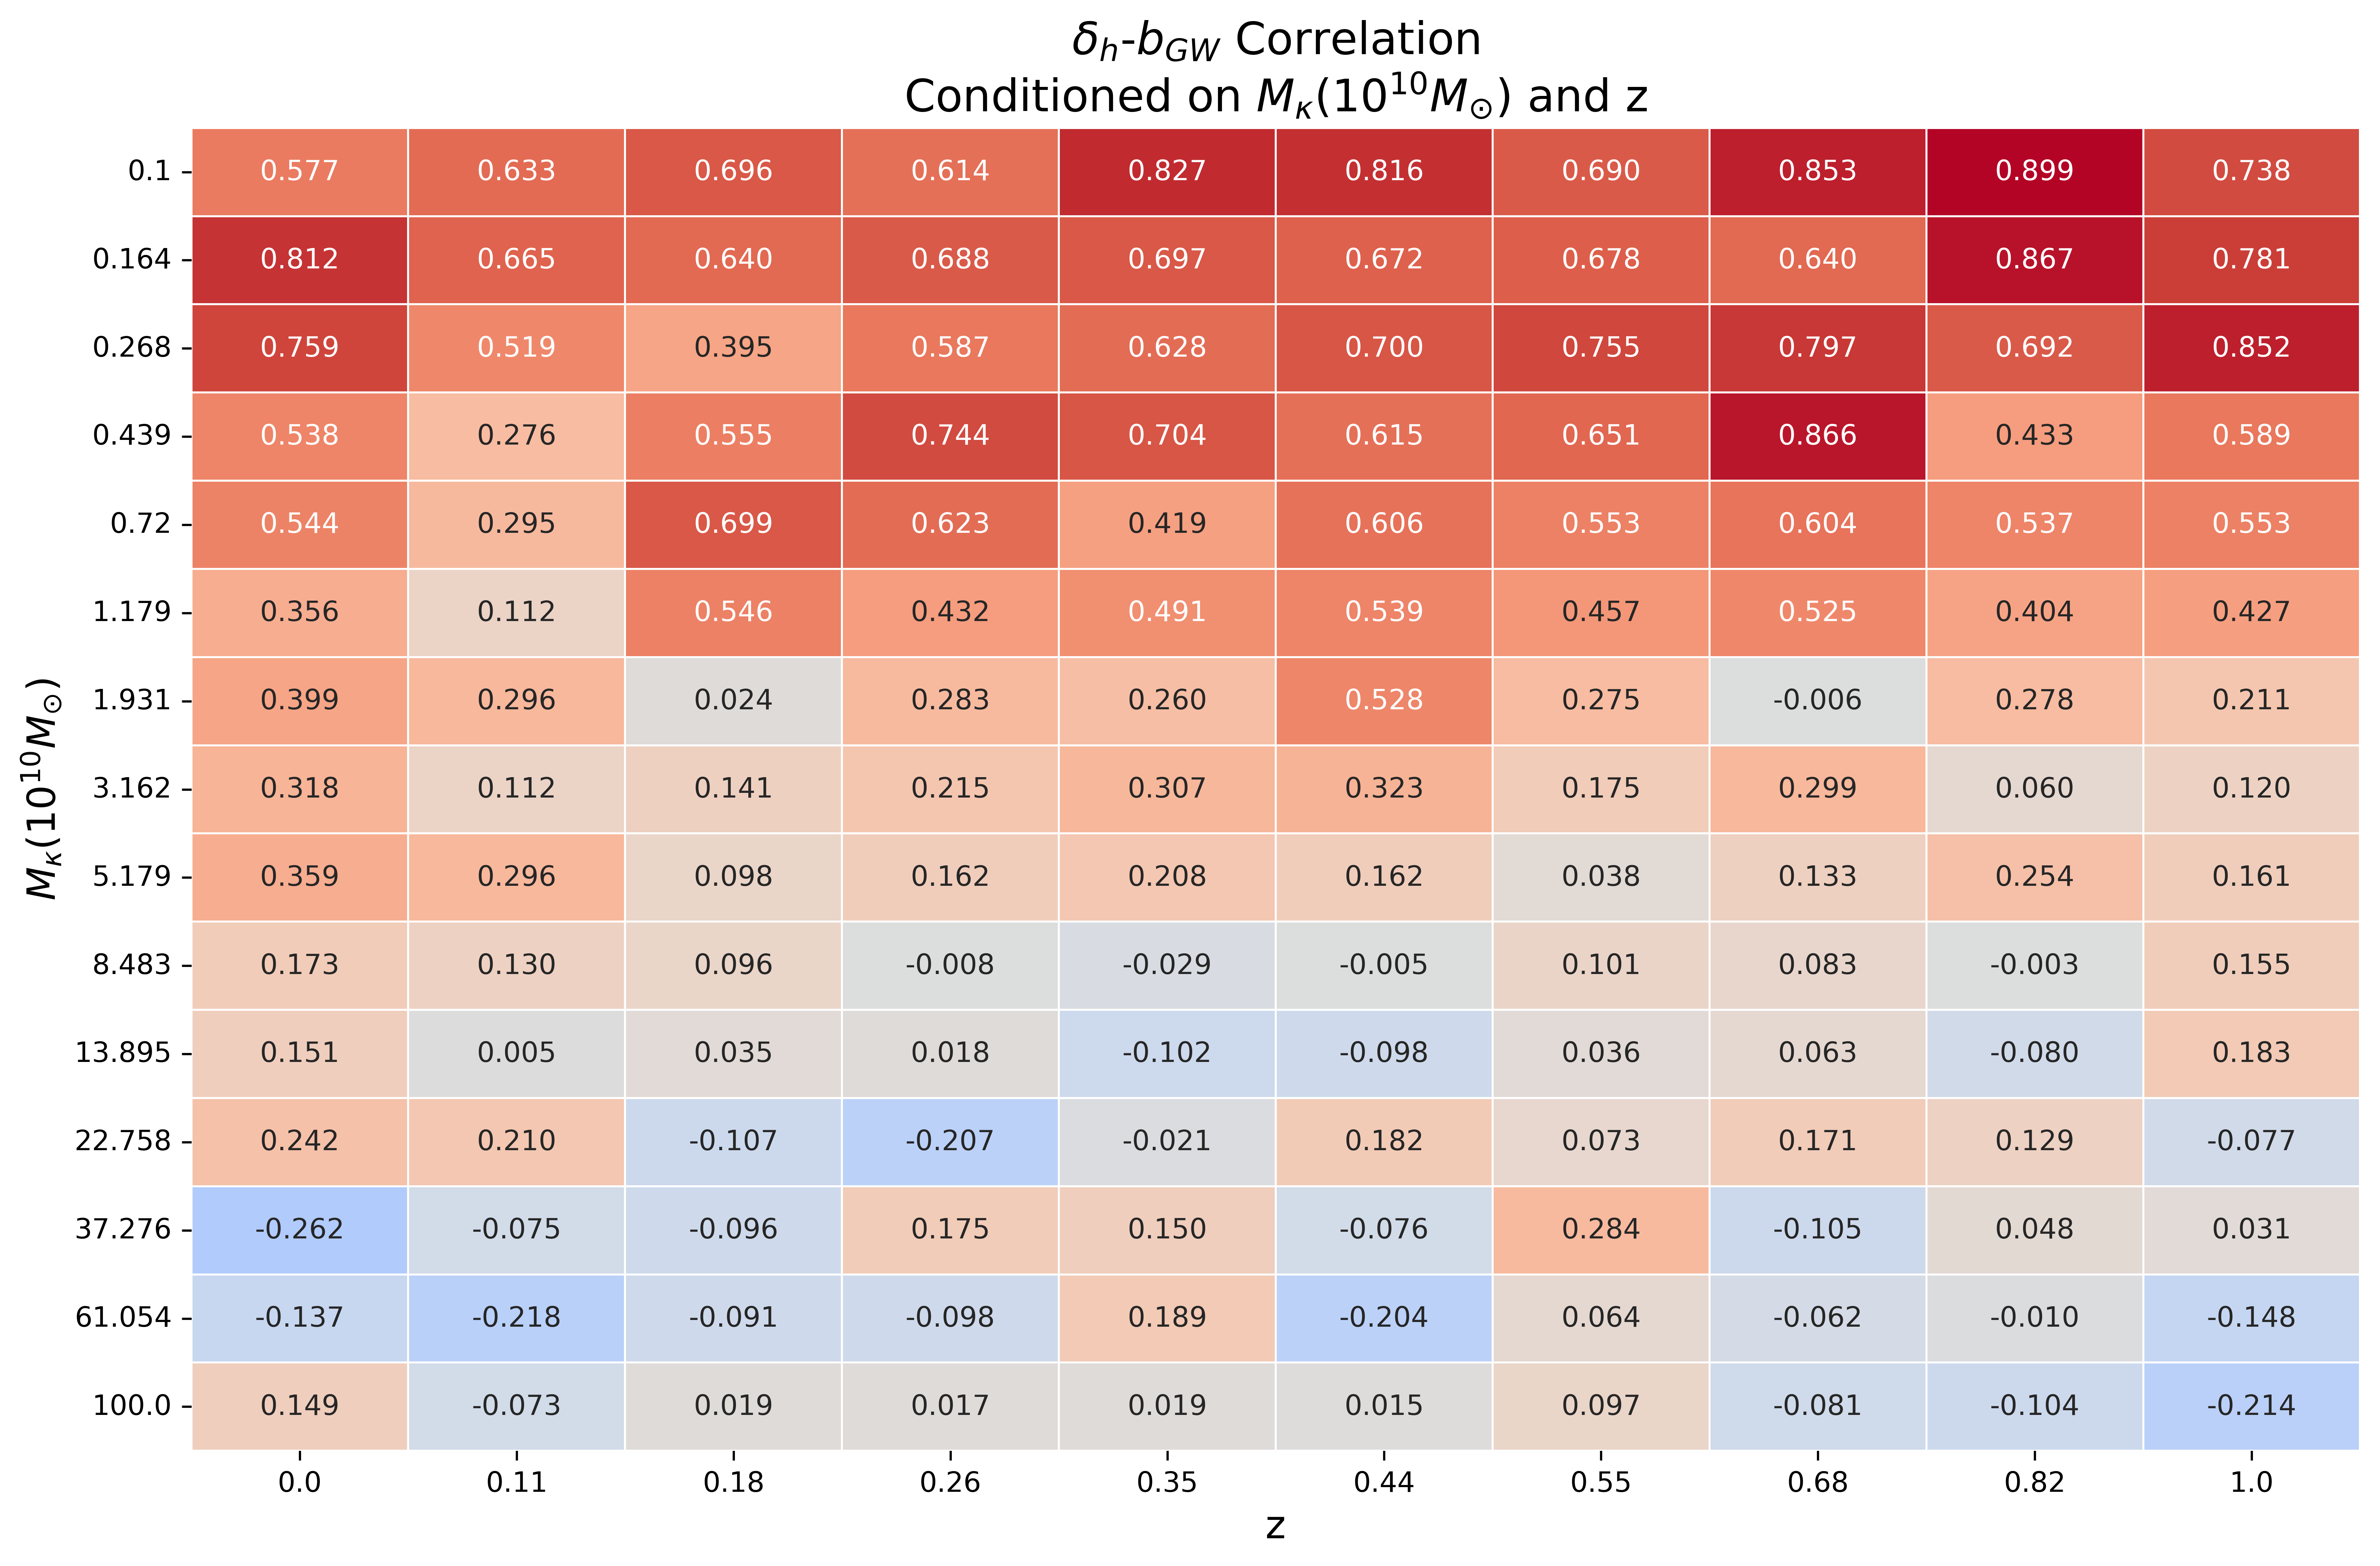 δh-bGW Correlation
Conditioned on Mκ(10^10M⊙) and z
0.1 0.577 0.633 0.696 0.614 0.827 0.816 0.690 0.853 0.899 0.738
0.164 0.812 0.665 0.640 0.688 0.697 0.672 0.678 0.640 0.867 0.781
0.268 0.759 0.519 0.395 0.587 0.628 0.700 0.755 0.797 0.692 0.852
0.439 0.538 0.276 0.555 0.744 0.704 0.615 0.651 0.866 0.433 0.589
0.72 0.544 0.295 0.699 0.623 0.419 0.606 0.553 0.604 0.537 0.553
1.179 0.356 0.112 0.546 0.432 0.491 0.539 0.457 0.525 0.404 0.427
1.931 0.399 0.296 0.024 0.283 0.260 0.528 0.275 -0.006 0.278 0.211
3.162 0.318 0.112 0.141 0.215 0.307 0.323 0.175 0.299 0.060 0.120
5.179 0.359 0.296 0.098 0.162 0.208 0.162 0.038 0.133 0.254 0.161
8.483 0.173 0.130 0.096 -0.008 -0.029 -0.005 0.101 0.083 -0.003 0.155
13.895 0.151 0.005 0.035 0.018 -0.102 -0.098 0.036 0.063 -0.080 0.183
22.758 0.242 0.210 -0.107 -0.207 -0.021 0.182 0.073 0.171 0.129 -0.077
37.276 -0.262 -0.075 -0.096 0.175 0.150 -0.076 0.284 -0.105 0.048 0.031
61.054 -0.137 -0.218 -0.091 -0.098 0.189 -0.204 0.064 -0.062 -0.010 -0.148
100.0 0.149 -0.073 0.019 0.017 0.019 0.015 0.097 -0.081 -0.104 -0.214
0.0 0.11 0.18 0.26 0.35 0.44 0.55 0.68 0.82 1.0
z
Mκ(10^10M⊙)